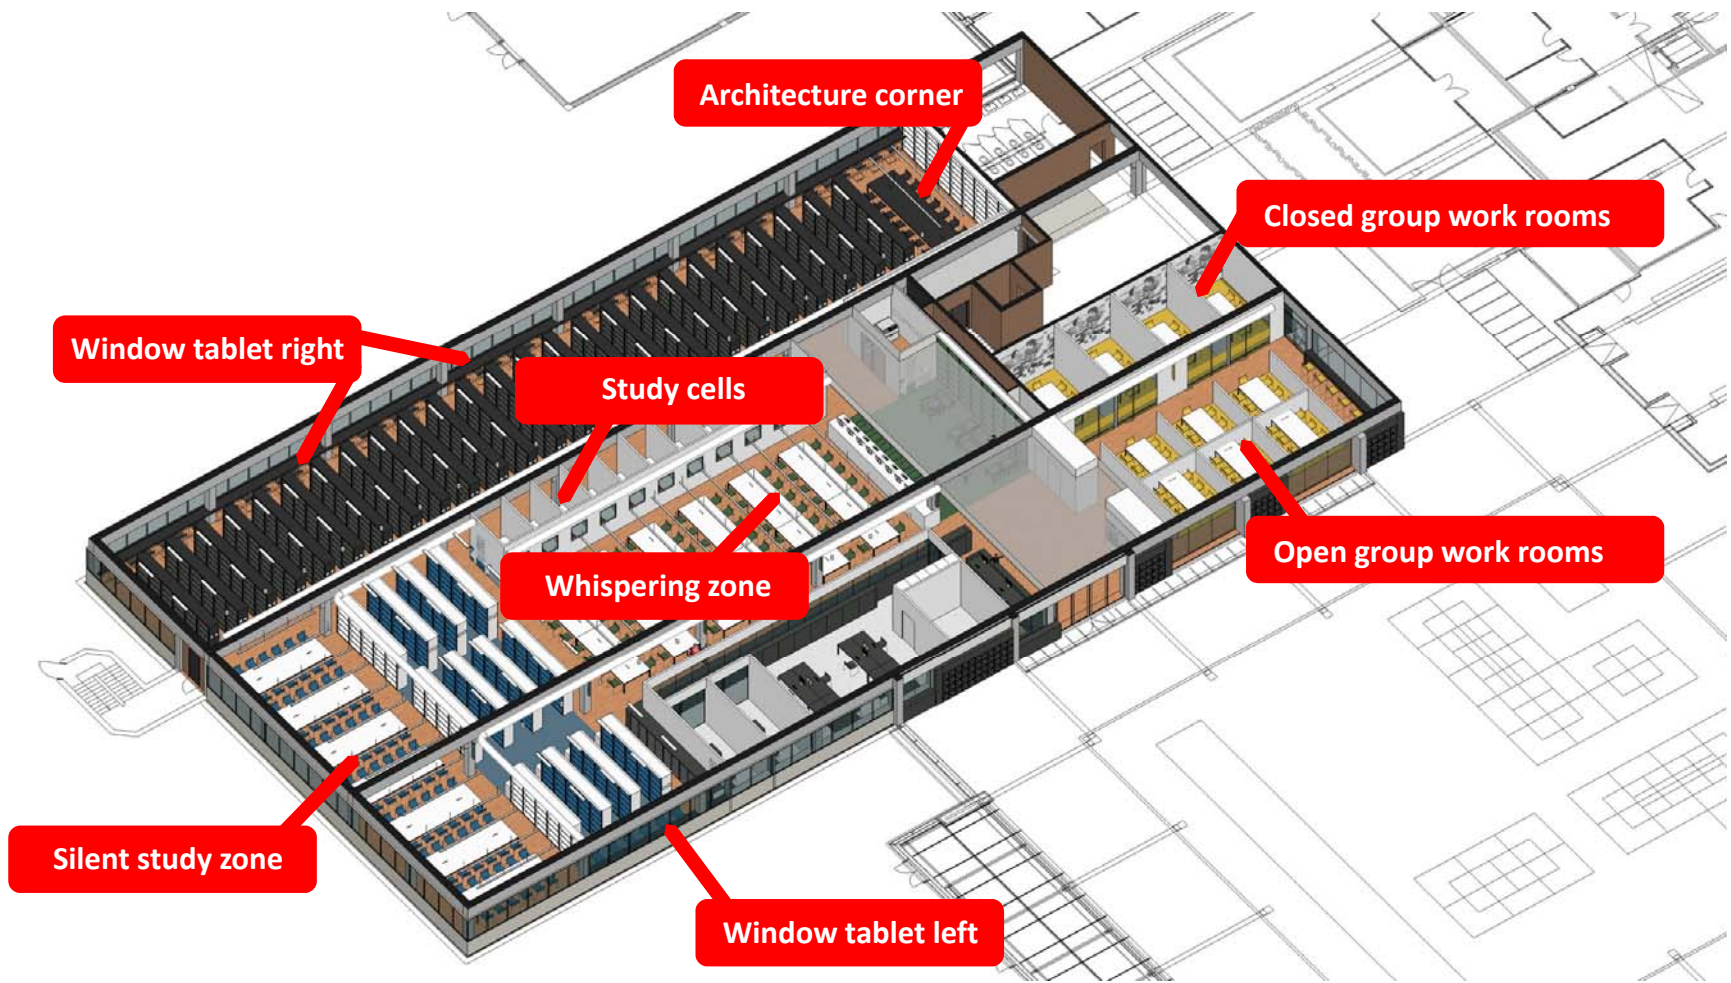 Architecture corner
Closed group work rooms
Window tablet right
Study cells
Whispering zone
Open group work rooms
Silent study zone
Window tablet left